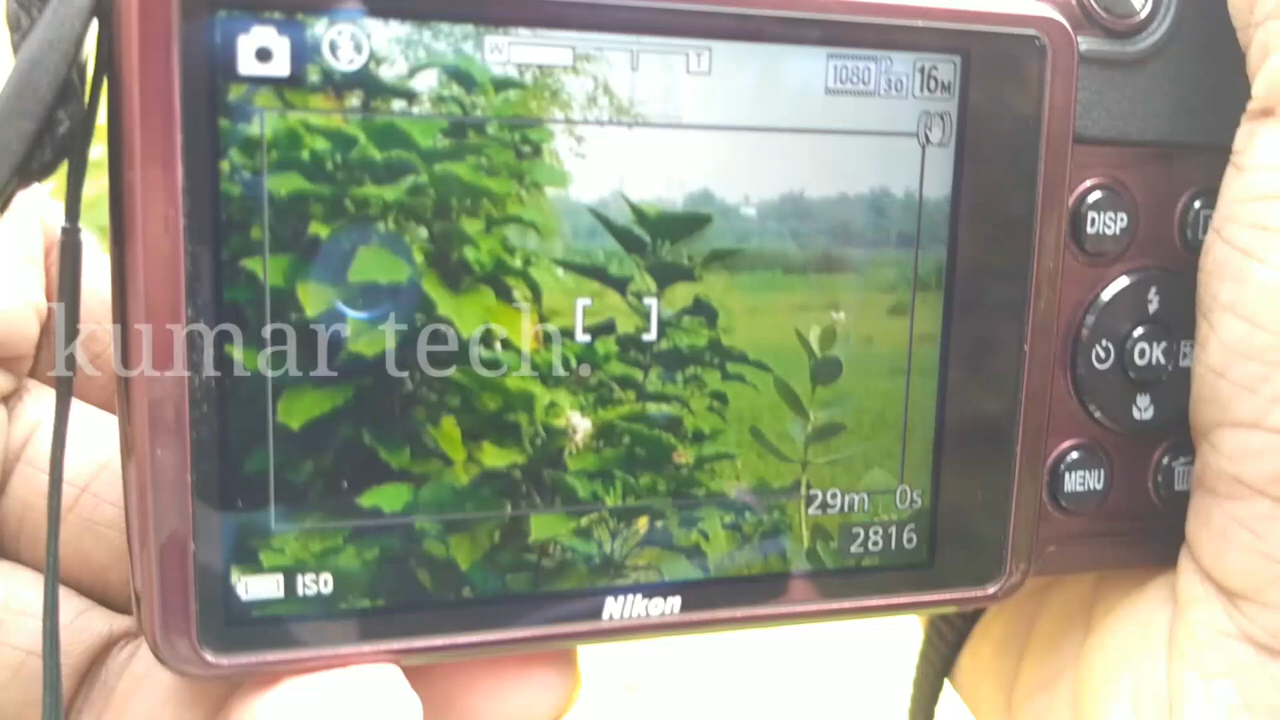 W T
1080 P 30 16M
DISP
kumar tech.
OK
MENU
29m 0s
2816
ISO
Nikon